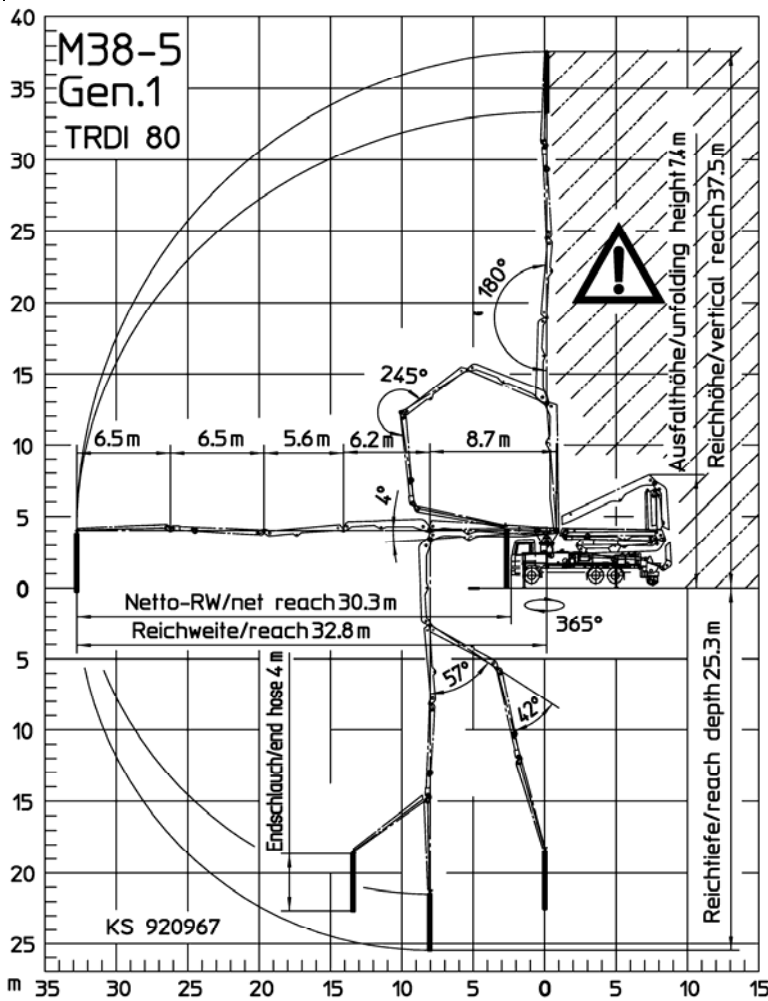 40
M38-5
Gen.1
TRDI 80
35
30
25
20
15
10
5
0
5
10
15
20
25
m
180°
245°
6.5m
6.5m
5.6m
6.2m
8.7m
4°
Ausfalthöhe/unfolding height 7.4m
Reichhöhe/vertical reach 37.5m
Netto-RW/net reach 30.3m
Reichweite/reach 32.8m
365°
57°
42°
Endschlauch/end hose 4 m
Reichtiefe/reach depth 25.3m
KS 920967
35 30 25 20 15 10 5 0 5 10 15